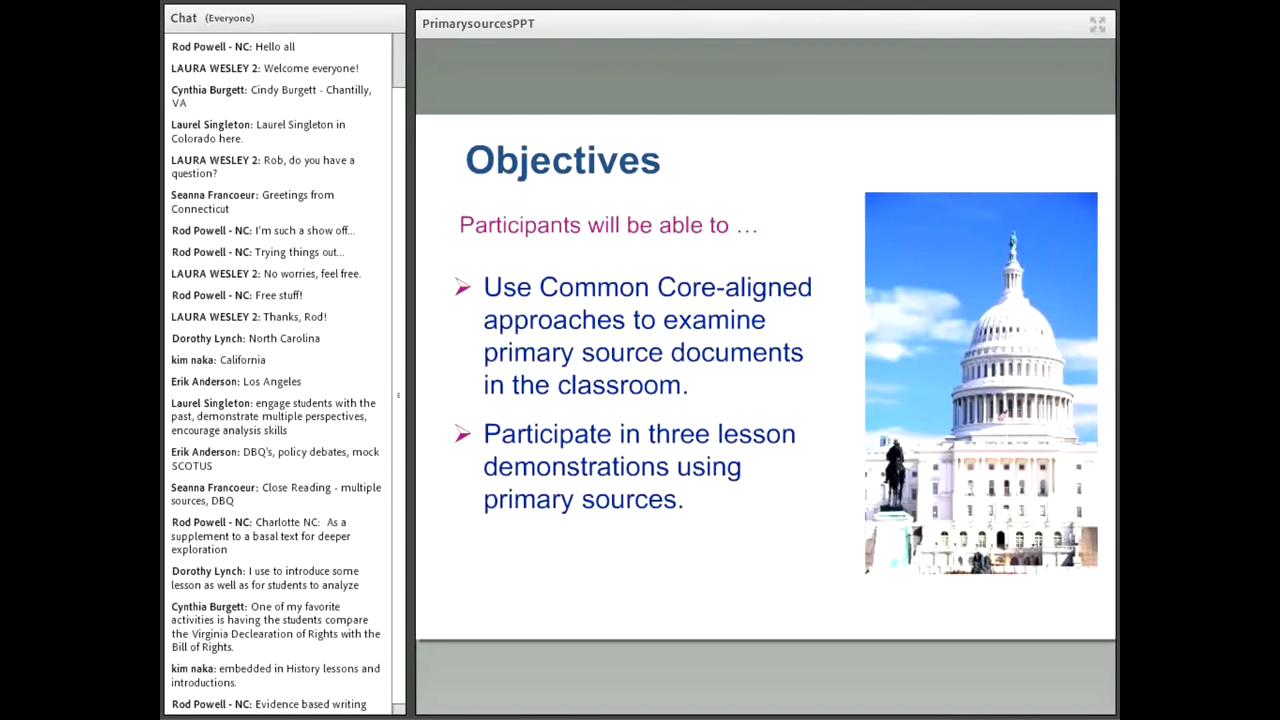 Chat (Everyone)
Rod Powell - NC: Hello all
LAURA WESLEY 2: Welcome everyone!
Cynthia Burgett: Cindy Burgett - Chantilly,
VA
Laurel Singleton: Laurel Singleton in
Colorado here.
LAURA WESLEY 2: Rob, do you have a
question?
Seanna Francoeur: Greetings from
Connecticut
Rod Powell - NC: I'm such a show off...
Rod Powell - NC: Trying things out...
LAURA WESLEY 2: No worries, feel free.
Rod Powell - NC: Free stuff!
LAURA WESLEY 2: Thanks, Rod!
Dorothy Lynch: North Carolina
kim naka: California
Erik Anderson: Los Angeles
Laurel Singleton: engage students with the
past, demonstrate multiple perspectives,
encourage analysis skills
Erik Anderson: DBQ's, policy debates, mock
SCOTUS
Seanna Francoeur: Close Reading - multiple
sources, DBQ
Rod Powell - NC: Charlotte NC: As a
supplement to a basal text for deeper
exploration
Dorothy Lynch: I use to introduce some
lesson as well as for students to analyze
Cynthia Burgett: One of my favorite
activities is having the students compare
the Virginia Declearation of Rights with the
Bill of Rights.
kim naka: embedded in History lessons and
introductions.
Rod Powell - NC: Evidence based writing
PrimarysourcesPPT
Objectives
Participants will be able to …
Use Common Core-aligned
approaches to examine
primary source documents
in the classroom.
Participate in three lesson
demonstrations using
primary sources.